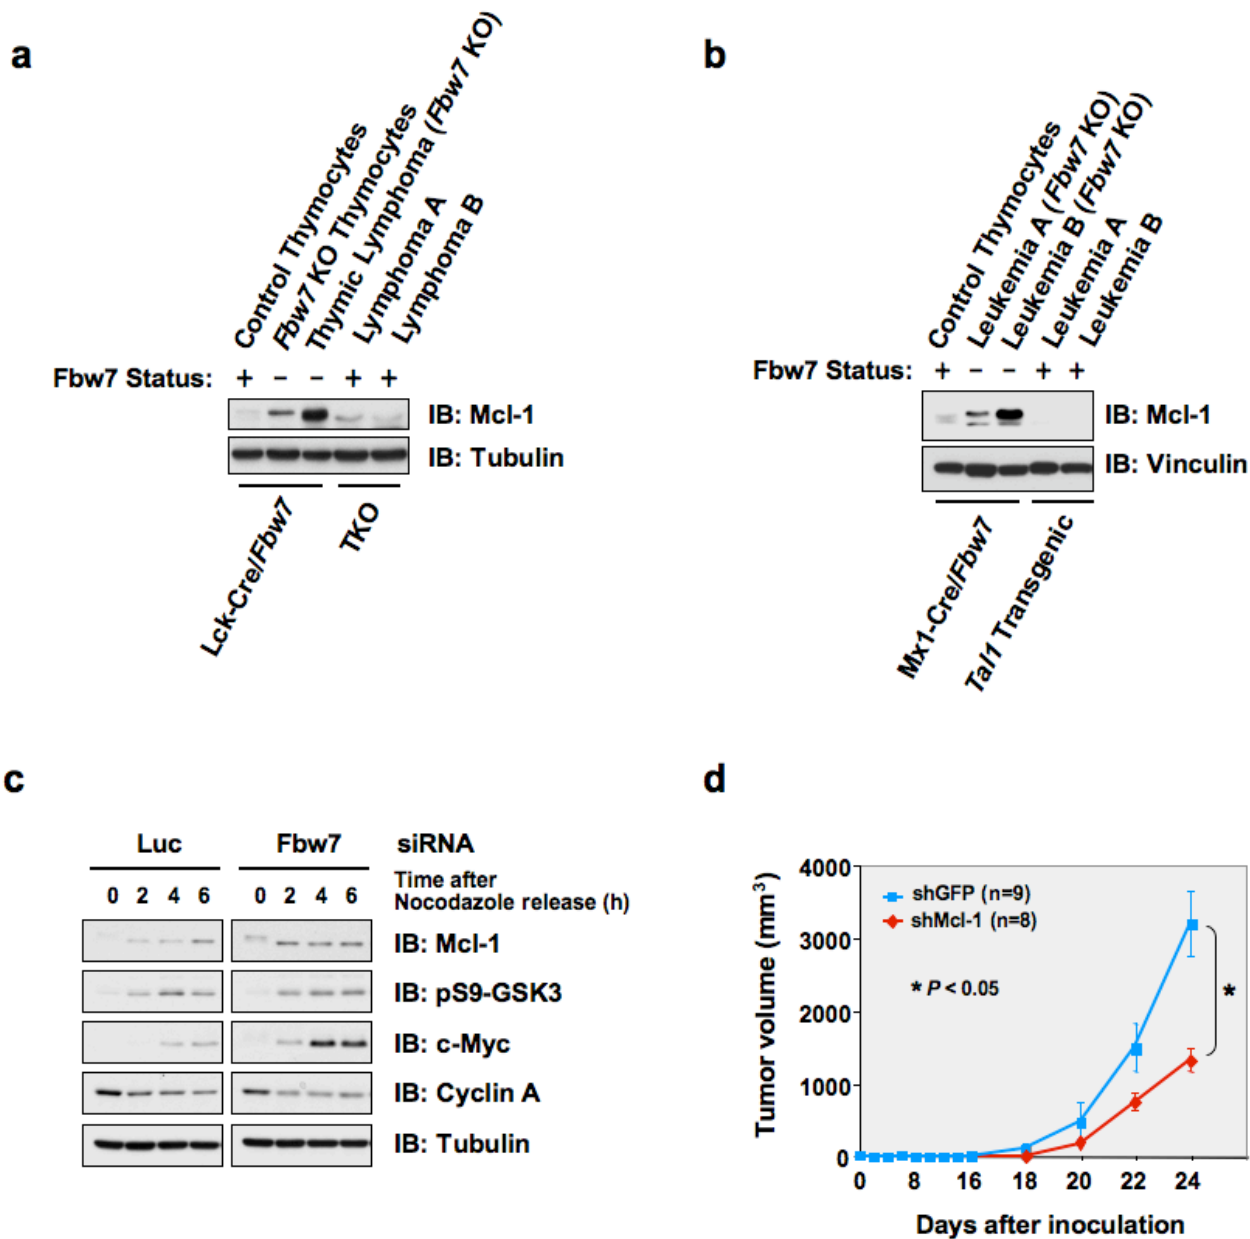 a
Control Thymocytes
Fbw7 KO Thymocytes
Thymic Lymphoma (Fbw7 KO)
Lymphoma A
Lymphoma B
Fbw7 Status: + − − + +
IB: Mcl-1
IB: Tubulin
Lck-Cre/Fbw7
TKO
b
Control Thymocytes
Leukemia A (Fbw7 KO)
Leukemia B (Fbw7 KO)
Leukemia A
Leukemia B
Fbw7 Status: + − − + +
IB: Mcl-1
IB: Vinculin
Mx1-Cre/Fbw7
Tal1 Transgenic
c
Luc Fbw7 siRNA
0 2 4 6 0 2 4 6 Time after
Nocodazole release (h)
IB: Mcl-1
IB: pS9-GSK3
IB: c-Myc
IB: Cyclin A
IB: Tubulin
d
Tumor volume (mm³)
4000
3000
2000
1000
0
shGFP (n=9)
shMcl-1 (n=8)
* P < 0.05
*
0 8 16 18 20 22 24
Days after inoculation